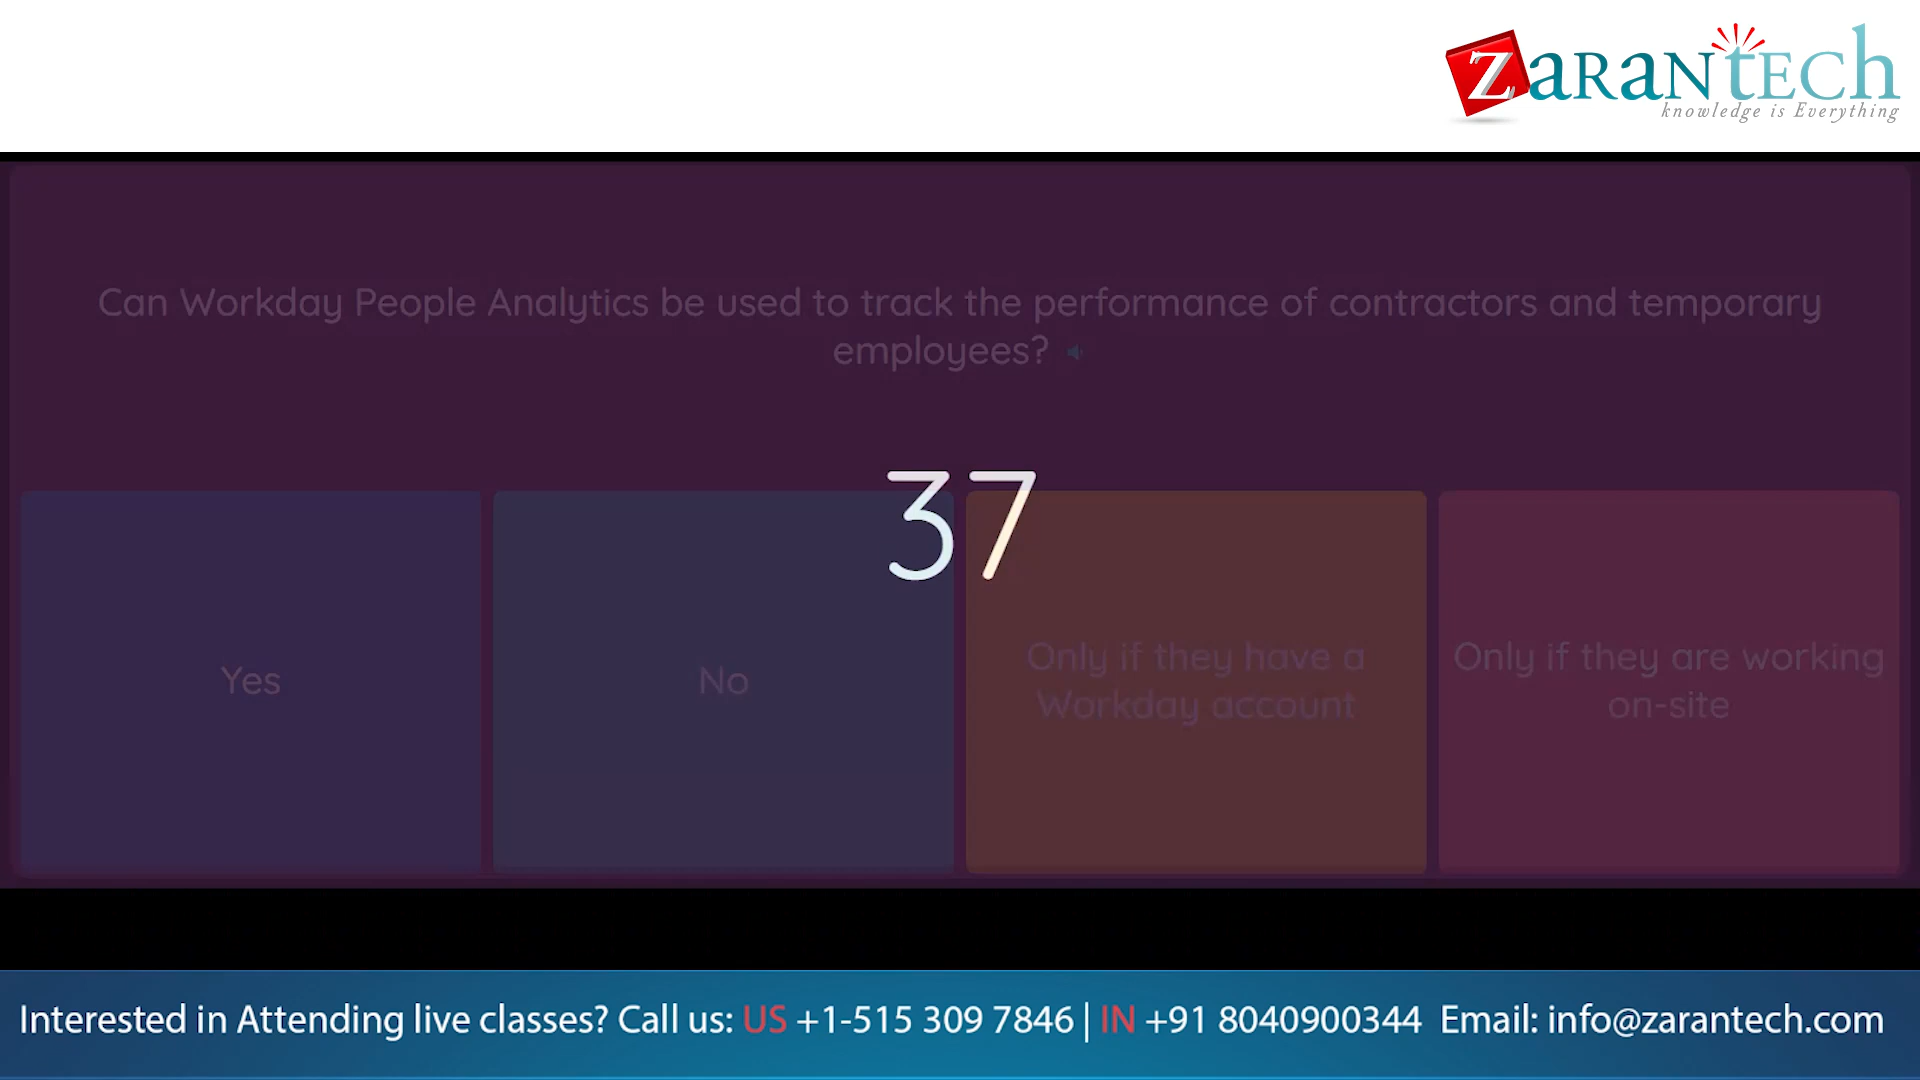 ZaranTech
knowledge is Everything
Can Workday People Analytics be used to track the performance of contractors and temporary
employees?
37
Yes
No
Only if they have a
Workday account
Only if they are working
on-site
Interested in Attending live classes? Call us: US +1-515 309 7846 | IN +91 8040900344 Email: info@zarantech.com